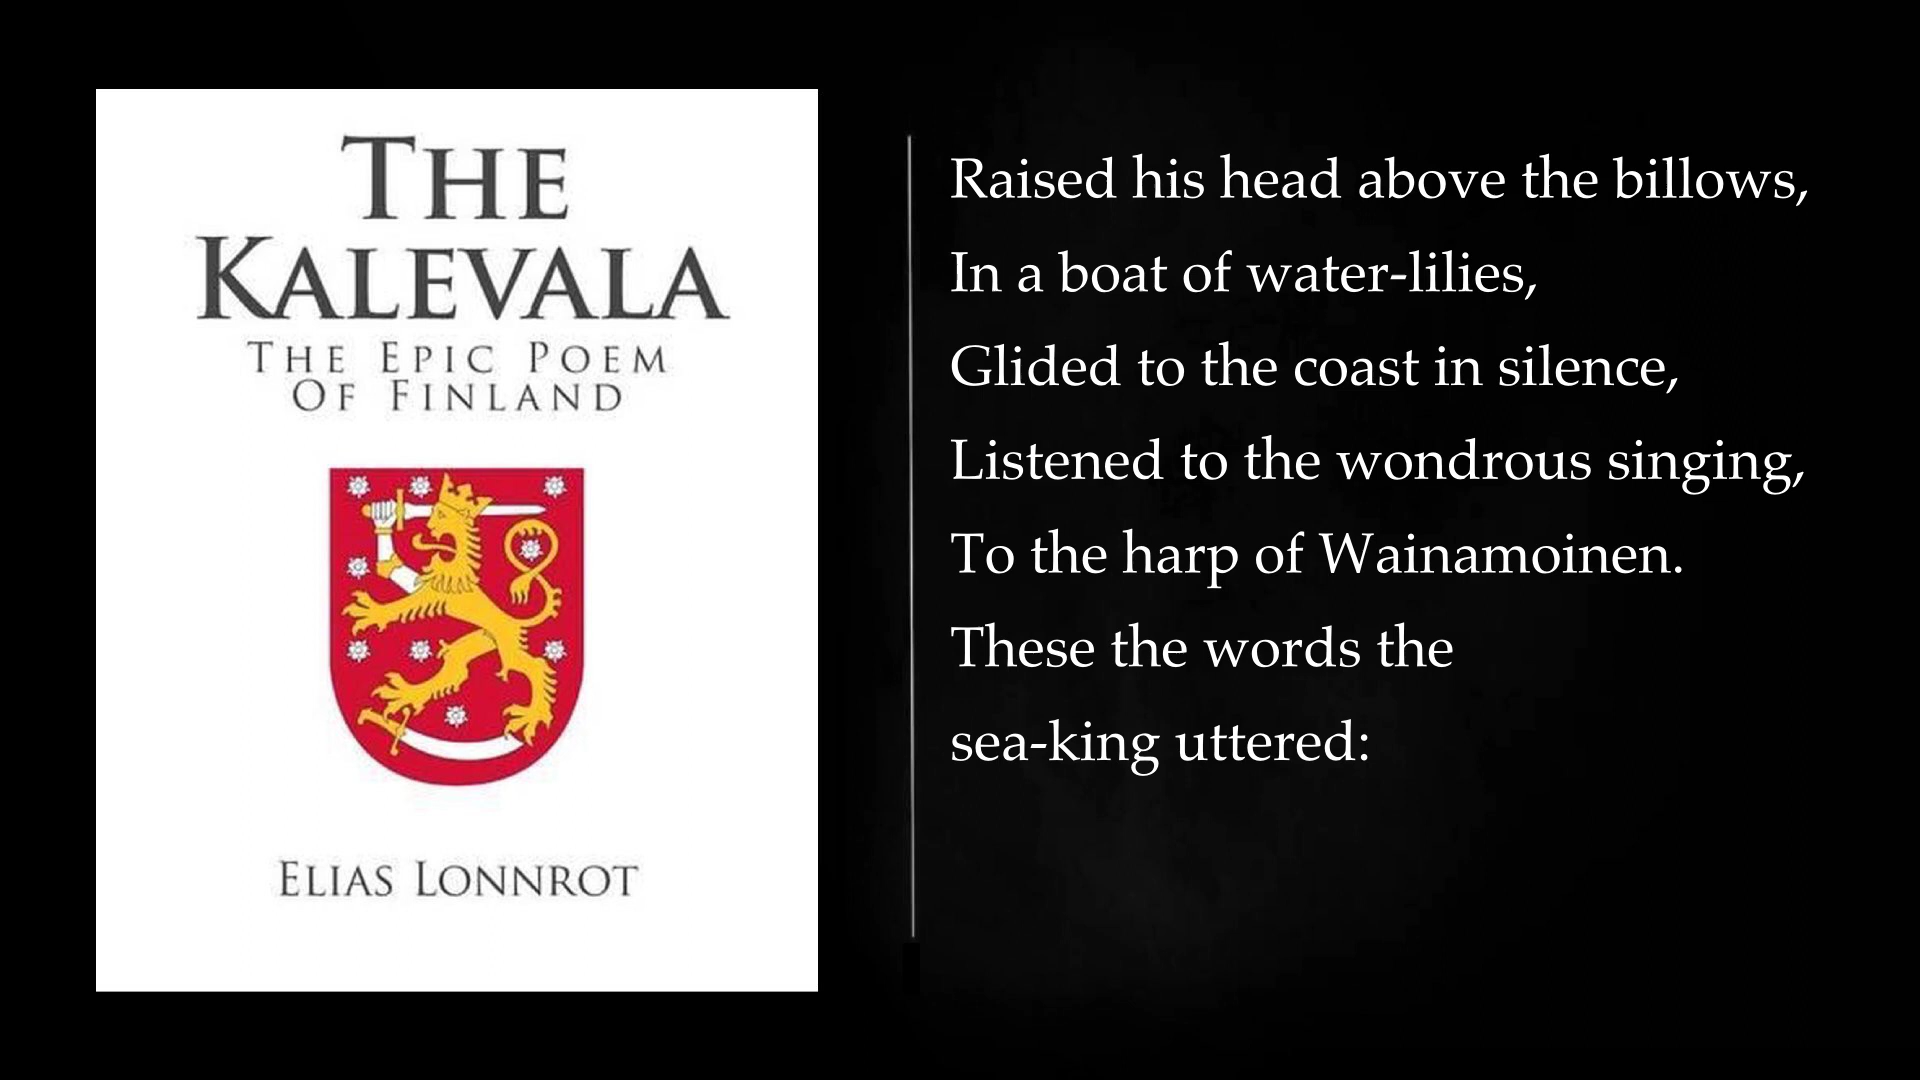 THE
KALEVALA
THE EPIC POEM
OF FINLAND
ELIAS LONNROT
Raised his head above the billows,
In a boat of water-lilies,
Glided to the coast in silence,
Listened to the wondrous singing,
To the harp of Wainamoinen.
These the words the
sea-king uttered: